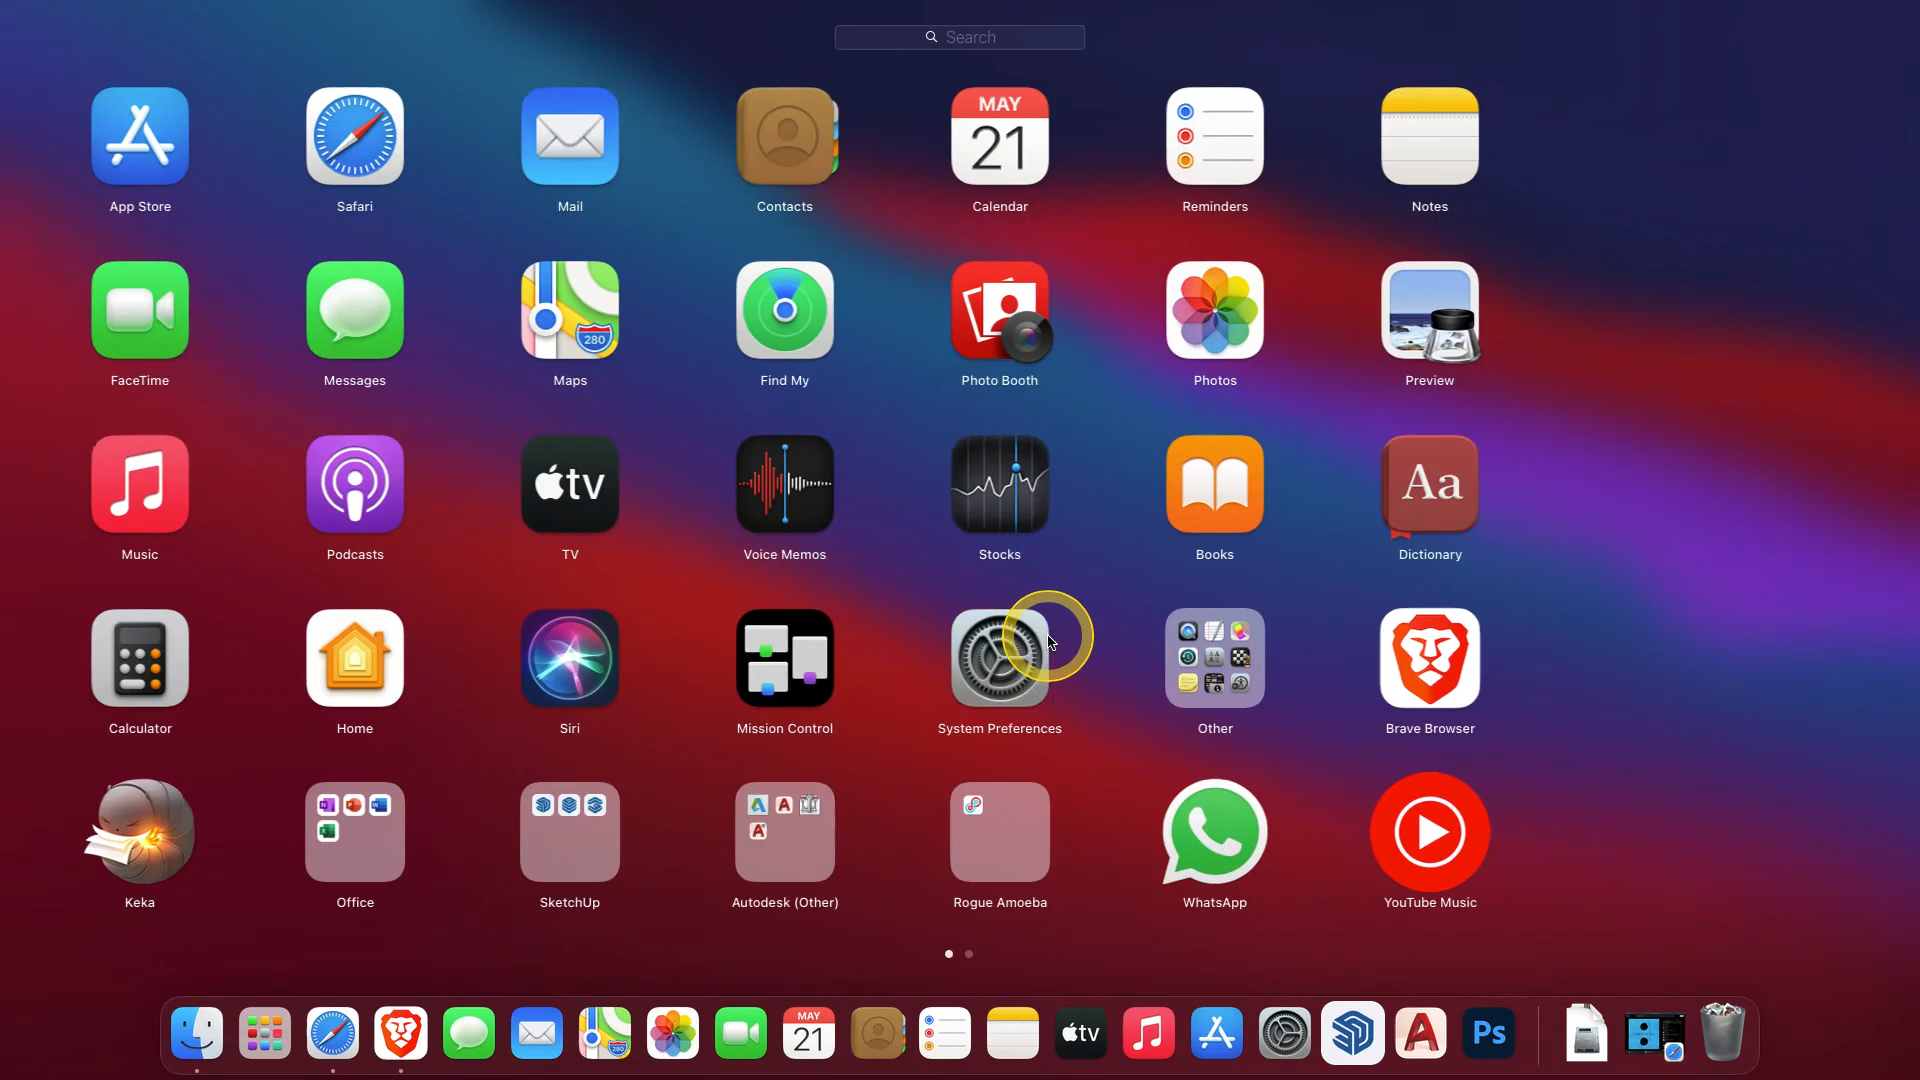 Search
MAY
21
App Store
Safari
Mail
Contacts
Calendar
Reminders
Notes
280
FaceTime
Messages
Maps
Find My
Photo Booth
Photos
Preview
tv
Aa
Music
Podcasts
TV
Voice Memos
Stocks
Books
Dictionary
Calculator
Home
Siri
Mission Control
System Preferences
Other
Brave Browser
Keka
Office
SketchUp
Autodesk (Other)
Rogue Amoeba
WhatsApp
YouTube Music
280
MAY
21
tv
A
Ps